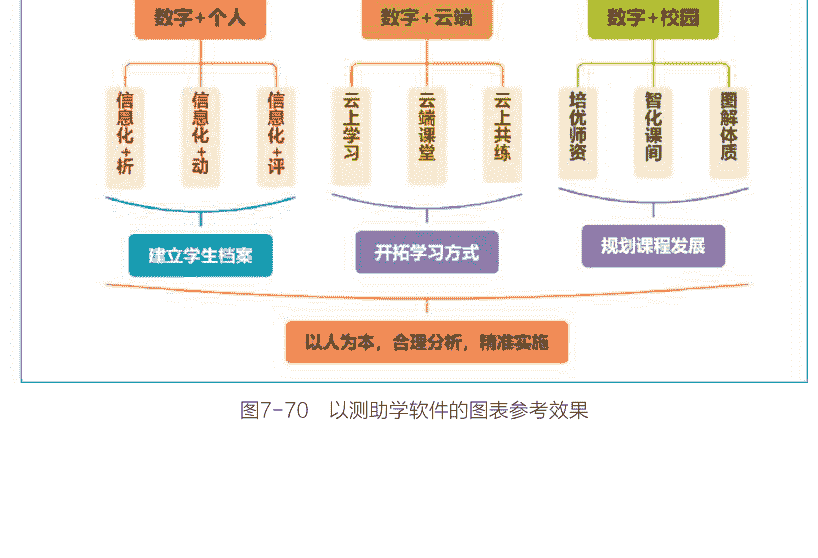 数字+个人
数字+云端
数字+校园
信息化+析
信息化+动
信息化+评
云上学习
云端课堂
云上共练
培优师资
智化课间
图解体质
建立学生档案
开拓学习方式
规划课程发展
以人为本，合理分析，精准实施
图7-70 以测助学软件的图表参考效果